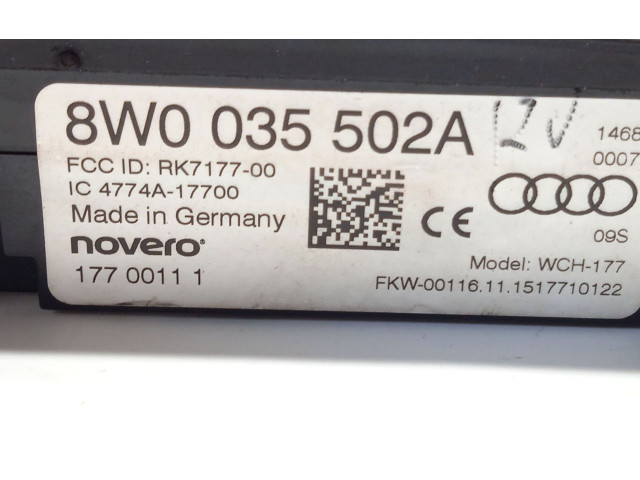 8W0 035 502A
1468
0007
FCC ID: RK7177-00
IC 4774A-17700
Made in Germany
CE
09S
novero
Model: WCH-177
177 0011 1
FKW-00116.11.1517710122